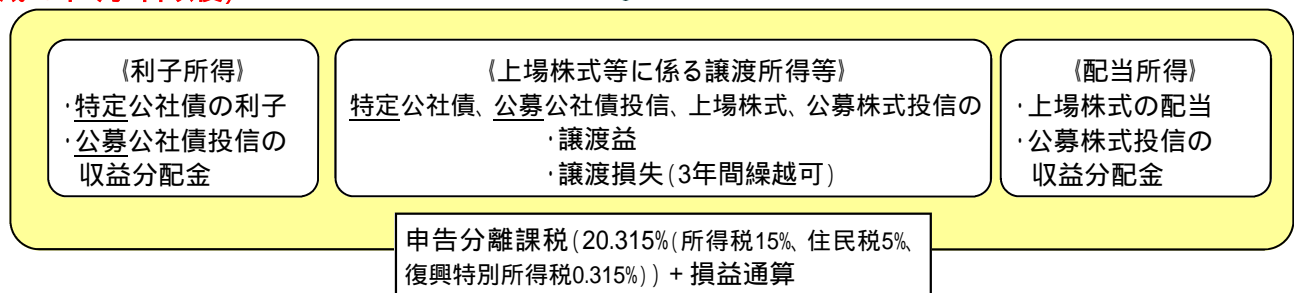 《利子所得》
・特定公社債の利子
・公募公社債投信の
収益分配金
《上場株式等に係る譲渡所得等》
特定公社債、公募公社債投信、上場株式、公募株式投信の
・譲渡益
・譲渡損失(3年間繰越可)
《配当所得》
・上場株式の配当
・公募株式投信の
収益分配金
申告分離課税(20.315%(所得税15%、住民税5%、
復興特別所得税0.315%))+損益通算